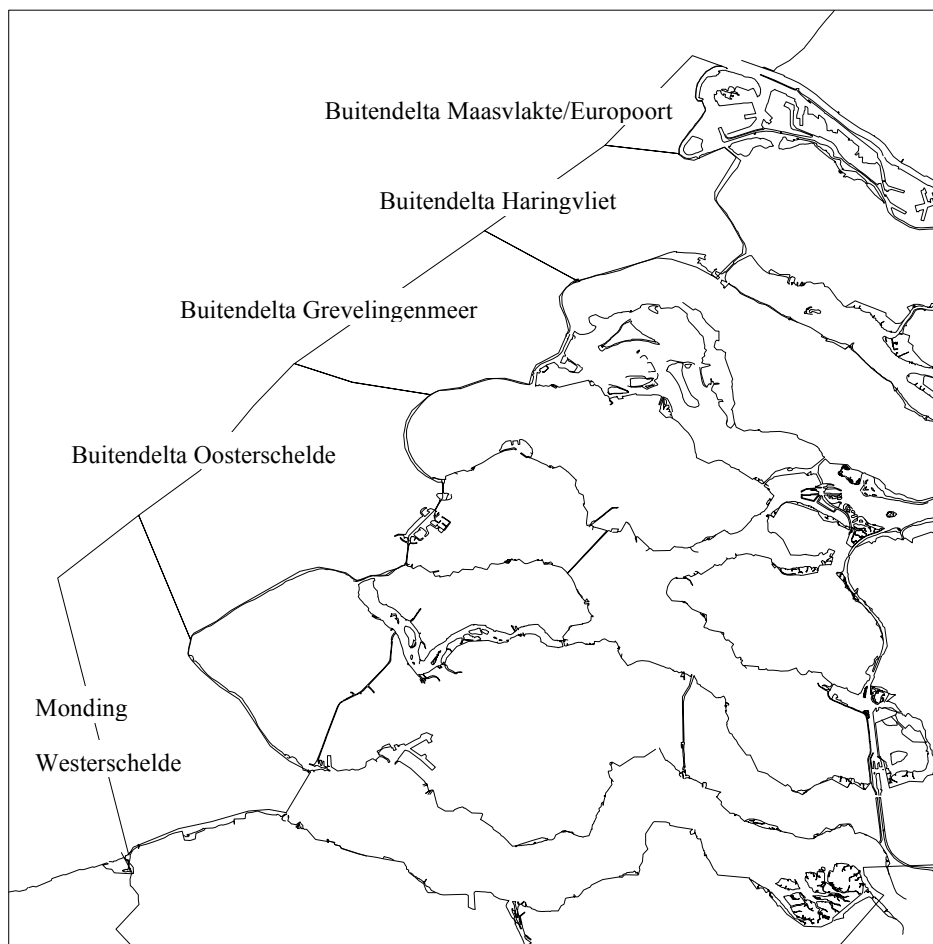 Buitendelta Maasvlakte/Europoort
Buitendelta Haringvliet
Buitendelta Grevelingenmeer
Buitendelta Oosterschelde
Monding
Westerschelde